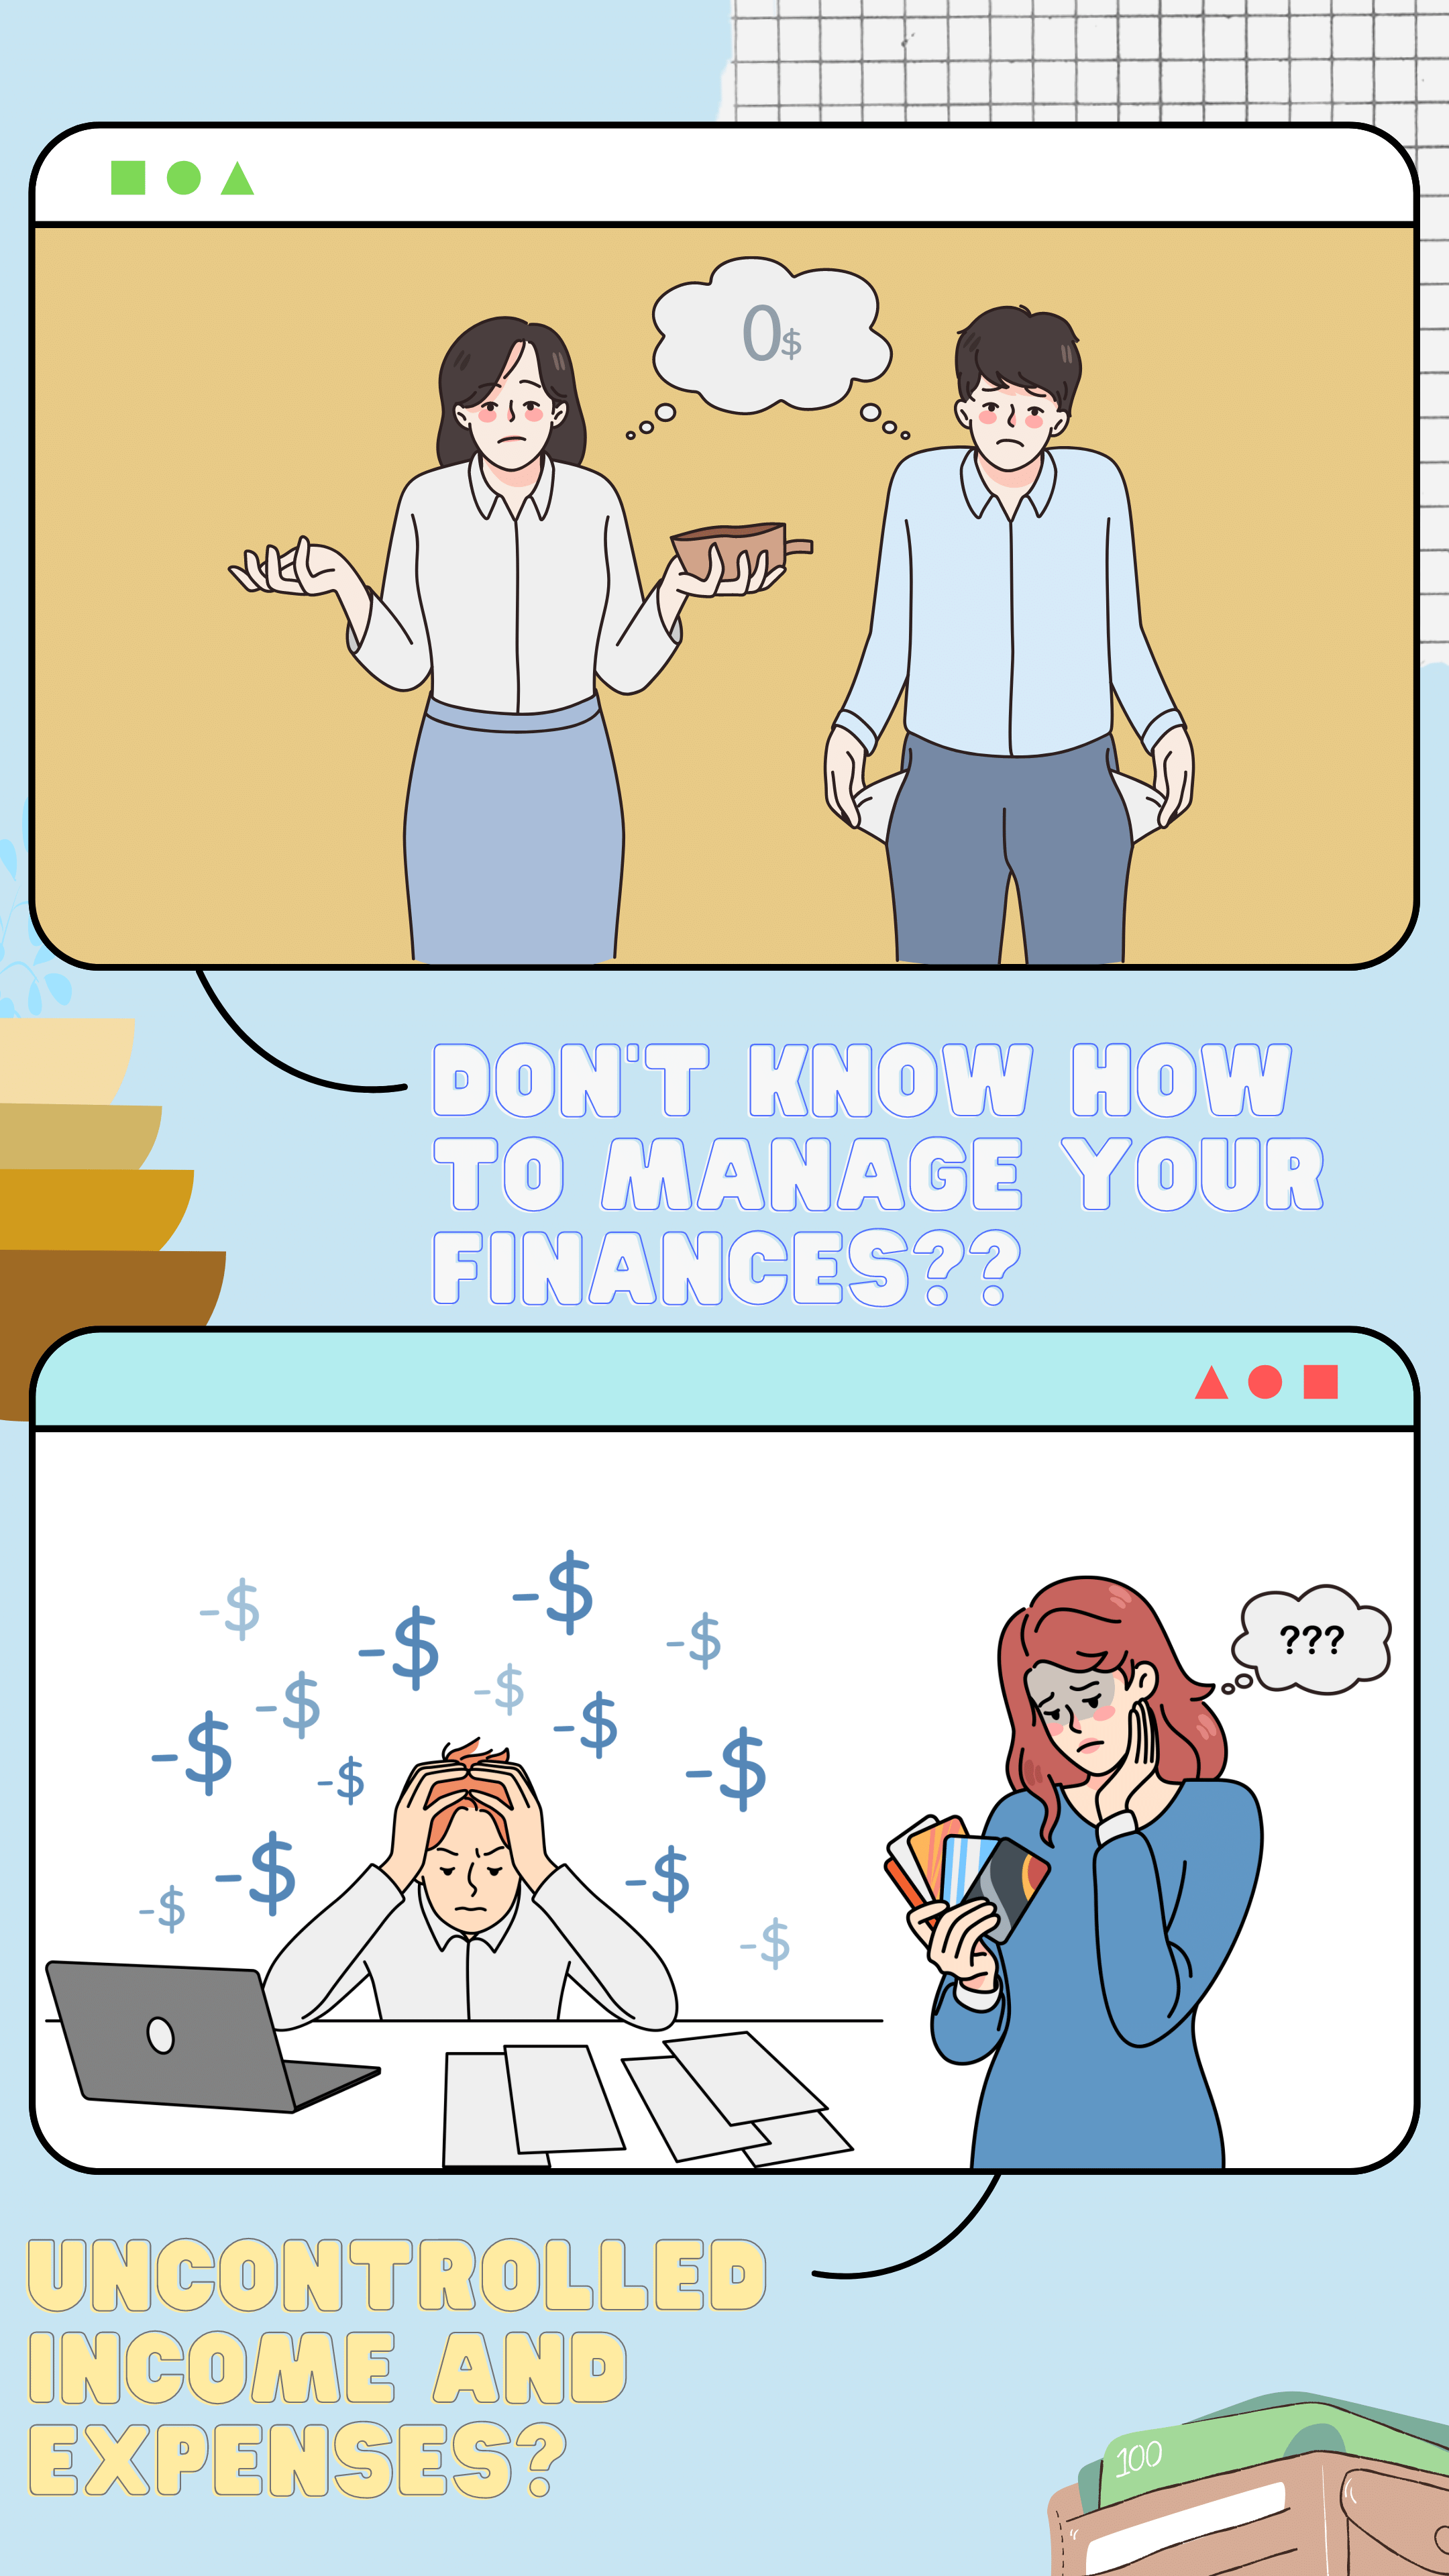 0$
DON'T KNOW HOW
TO MANAGE YOUR
FINANCES??
-$ -$ -$ -$
-$ -$ -$
-$ -$ -$
-$ -$
-$ -$
???
UNCONTROLLED
INCOME AND
EXPENSES?
100